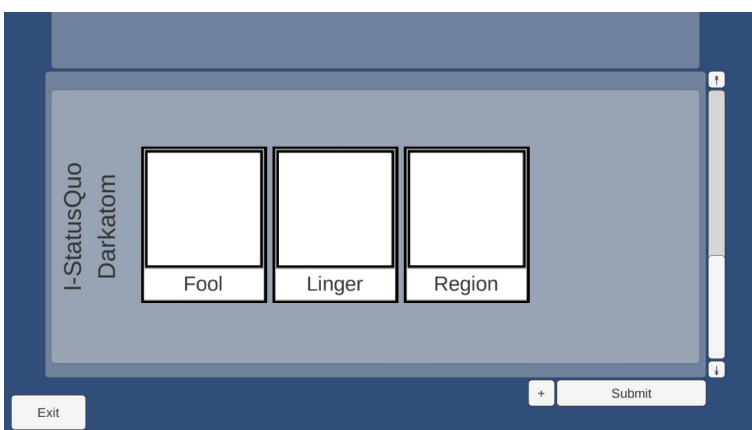 I-StatusQuo
Darkatom
Fool
Linger
Region
+
Submit
Exit